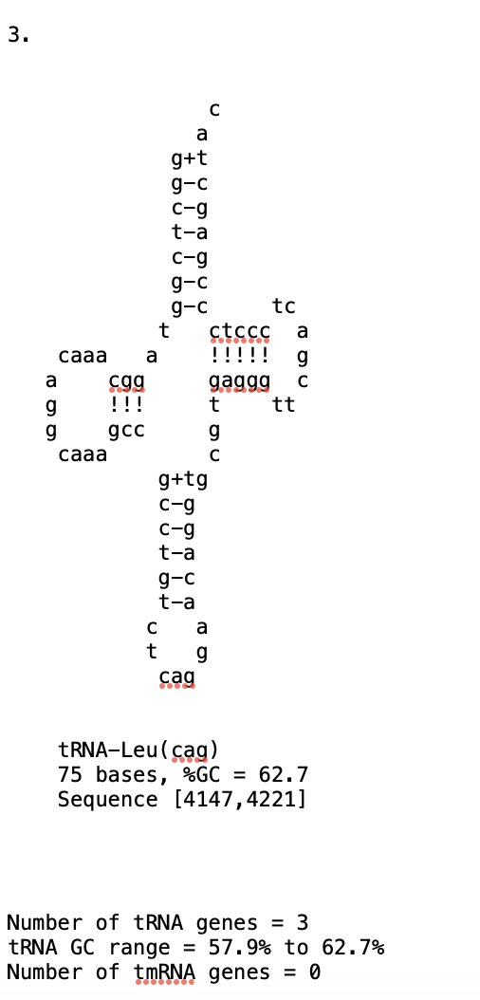 3.
                c
               a
             g+t
             g-c
             c-g
             t-a
             c-g
             g-c
             g-c     tc
            t   ctccc  a
    caaa   a    !!!!!  g
   a    cgg     gaggg  c
   g    !!!     t    tt
   g    gcc     g
    caaa        c
            g+tg
            c-g
            c-g
            t-a
            g-c
            t-a
           c   a
           t   g
            cag
    tRNA-Leu(cag)
    75 bases, %GC = 62.7
    Sequence [4147,4221]
Number of tRNA genes = 3
tRNA GC range = 57.9% to 62.7%
Number of tmRNA genes = 0